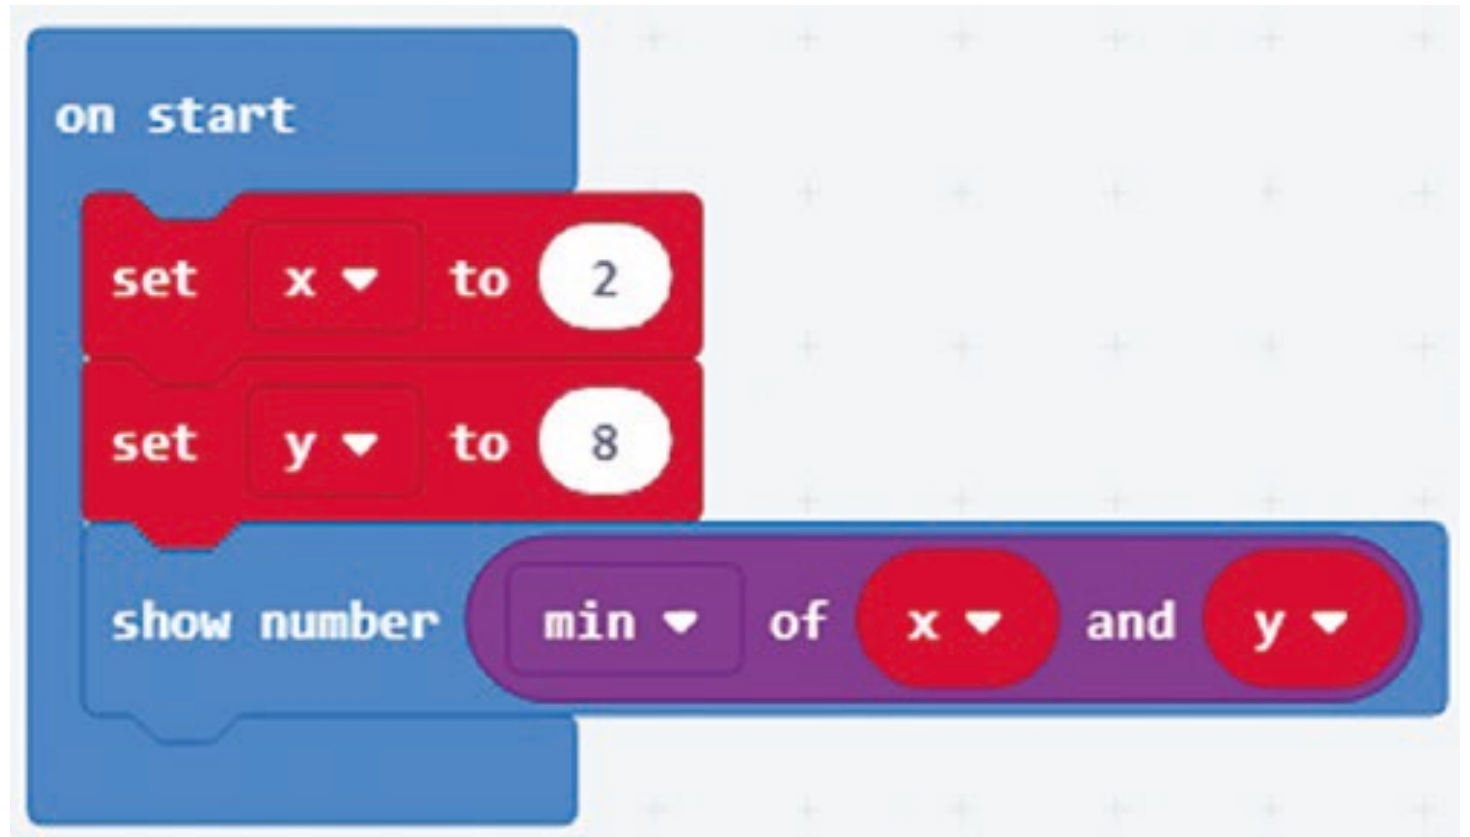 on start
set x to 2
set y to 8
show number min of x and y